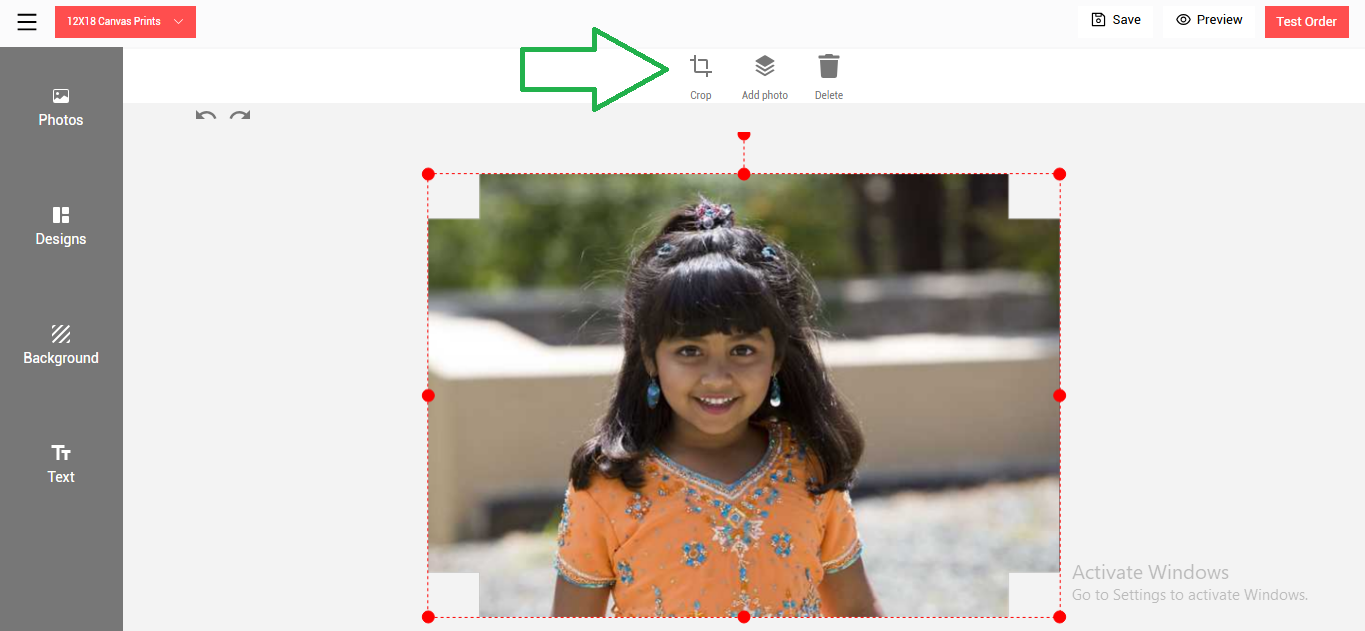 12X18 Canvas Prints
Save
Preview
Test Order
Crop
Add photo
Delete
Photos
Designs
Background
Text
Activate Windows
Go to Settings to activate Windows.